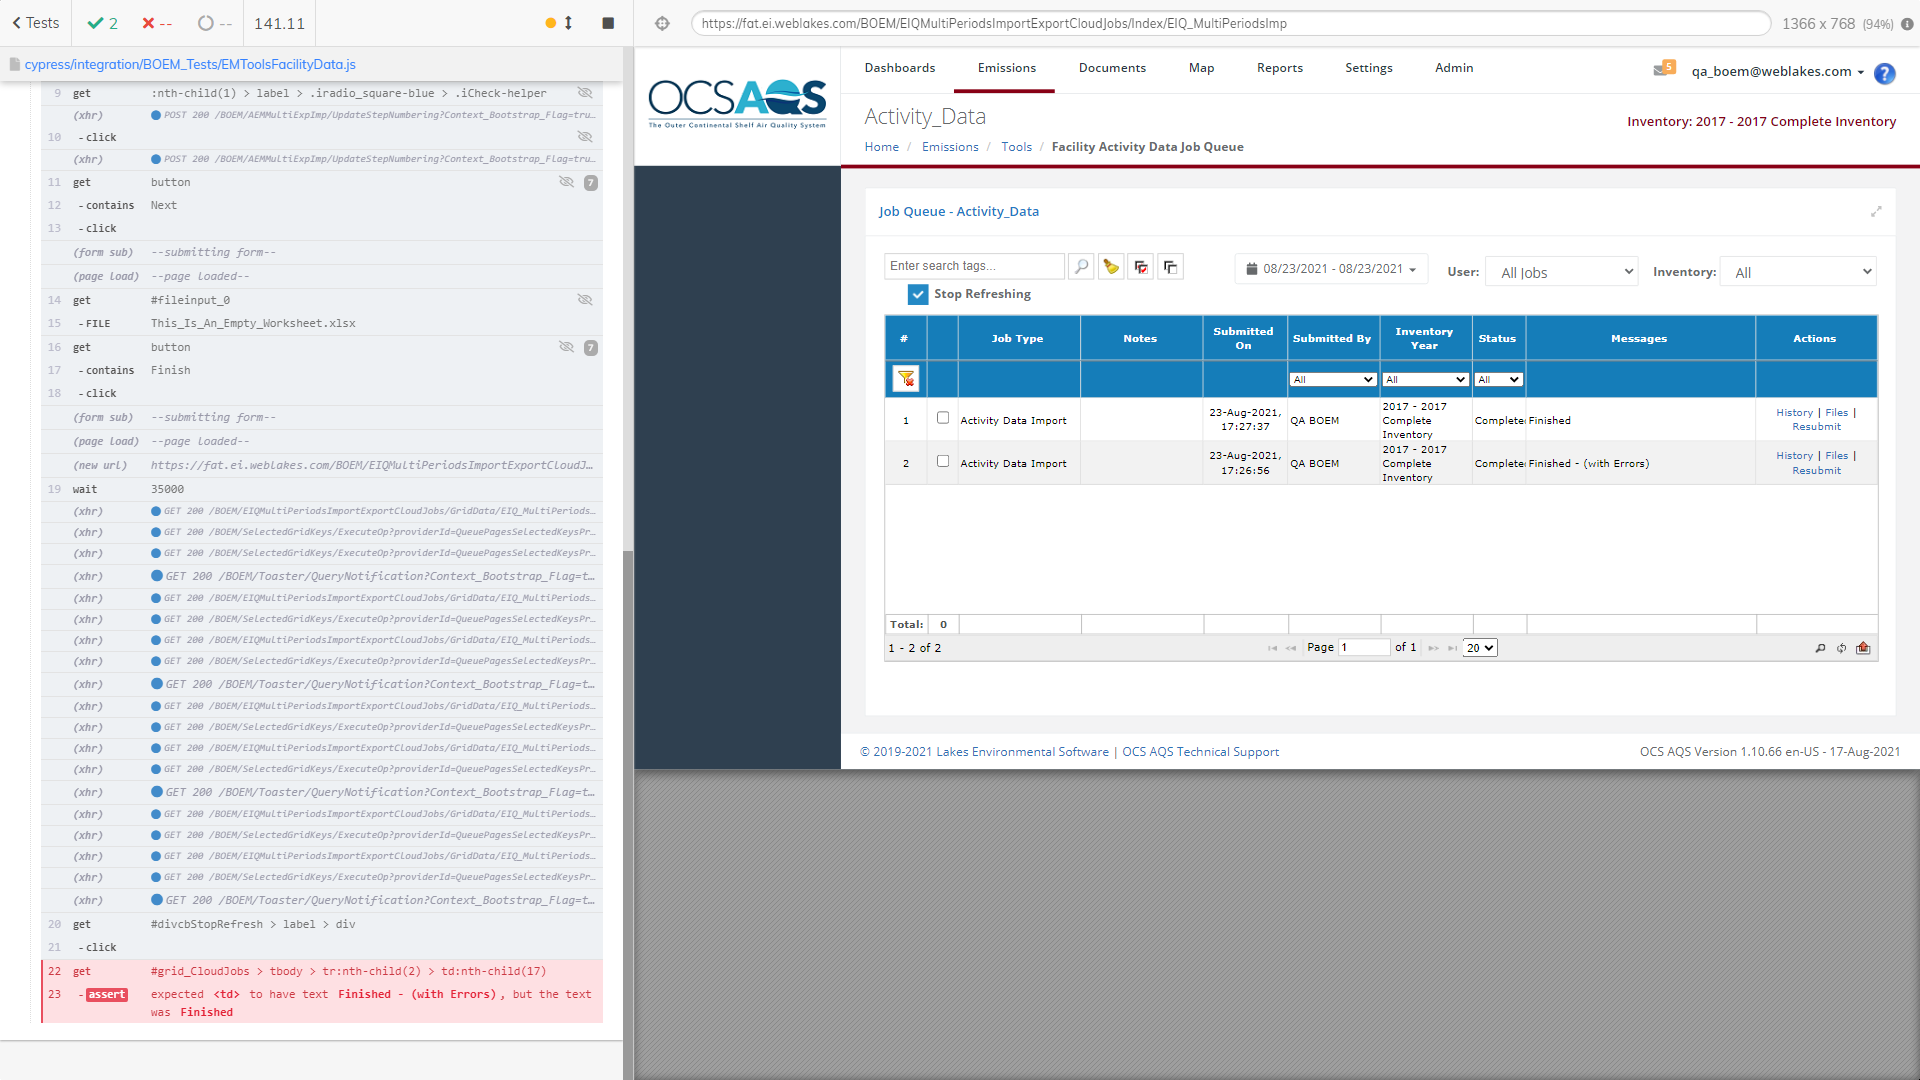 Tests
2
--
--
141.11
https://fat.ei.weblakes.com/BOEM/EIQMultiPeriodsImportExportCloudJobs/Index/EIQ_MultiPeriodsImp
1366 x 768 (94%)
cypress/integration/BOEM_Tests/EMToolsFacilityData.js
9 get :nth-child(1) > label > .iradio_square-blue > .iCheck-helper
(xhr) POST 200 /BOEM/AEMMultiExpImp/UpdateStepNumbering?Context_Bootstrap_Flag=tru...
10 - click
(xhr) POST 200 /BOEM/AEMMultiExpImp/UpdateStepNumbering?Context_Bootstrap_Flag=tru...
11 get button 7
12 - contains Next
13 - click
(form sub) --submitting form--
(page load) --page loaded--
14 get #fileinput_0
15 - FILE This_Is_An_Empty_Worksheet.xlsx
16 get button 7
17 - contains Finish
18 - click
(form sub) --submitting form--
(page load) --page loaded--
(new url) https://fat.ei.weblakes.com/BOEM/EIQMultiPeriodsImportExportCloudJ...
19 wait 35000
(xhr) GET 200 /BOEM/EIQMultiPeriodsImportExportCloudJobs/GridData/EIQ_MultiPeriods...
(xhr) GET 200 /BOEM/SelectedGridKeys/ExecuteOp?providerId=QueuePagesSelectedKeysPr...
(xhr) GET 200 /BOEM/SelectedGridKeys/ExecuteOp?providerId=QueuePagesSelectedKeysPr...
(xhr) GET 200 /BOEM/Toaster/QueryNotification?Context_Bootstrap_Flag=t...
(xhr) GET 200 /BOEM/EIQMultiPeriodsImportExportCloudJobs/GridData/EIQ_MultiPeriods...
(xhr) GET 200 /BOEM/SelectedGridKeys/ExecuteOp?providerId=QueuePagesSelectedKeysPr...
(xhr) GET 200 /BOEM/EIQMultiPeriodsImportExportCloudJobs/GridData/EIQ_MultiPeriods...
(xhr) GET 200 /BOEM/SelectedGridKeys/ExecuteOp?providerId=QueuePagesSelectedKeysPr...
(xhr) GET 200 /BOEM/Toaster/QueryNotification?Context_Bootstrap_Flag=t...
(xhr) GET 200 /BOEM/EIQMultiPeriodsImportExportCloudJobs/GridData/EIQ_MultiPeriods...
(xhr) GET 200 /BOEM/SelectedGridKeys/ExecuteOp?providerId=QueuePagesSelectedKeysPr...
(xhr) GET 200 /BOEM/EIQMultiPeriodsImportExportCloudJobs/GridData/EIQ_MultiPeriods...
(xhr) GET 200 /BOEM/SelectedGridKeys/ExecuteOp?providerId=QueuePagesSelectedKeysPr...
(xhr) GET 200 /BOEM/Toaster/QueryNotification?Context_Bootstrap_Flag=t...
(xhr) GET 200 /BOEM/EIQMultiPeriodsImportExportCloudJobs/GridData/EIQ_MultiPeriods...
(xhr) GET 200 /BOEM/SelectedGridKeys/ExecuteOp?providerId=QueuePagesSelectedKeysPr...
(xhr) GET 200 /BOEM/EIQMultiPeriodsImportExportCloudJobs/GridData/EIQ_MultiPeriods...
(xhr) GET 200 /BOEM/SelectedGridKeys/ExecuteOp?providerId=QueuePagesSelectedKeysPr...
(xhr) GET 200 /BOEM/Toaster/QueryNotification?Context_Bootstrap_Flag=t...
20 get #divcbStopRefresh > label > div
21 - click
22 get #grid_CloudJobs > tbody > tr:nth-child(2) > td:nth-child(17)
23 - assert expected <td> to have text Finished - (with Errors), but the text
was Finished
OCSAQS
The Outer Continental Shelf Air Quality System
Dashboards Emissions Documents Map Reports Settings Admin
5 qa_boem@weblakes.com ?
Activity_Data
Inventory: 2017 - 2017 Complete Inventory
Home / Emissions / Tools / Facility Activity Data Job Queue
Job Queue - Activity_Data
Enter search tags...
08/23/2021 - 08/23/2021
User: All Jobs
Inventory: All
Stop Refreshing
# Job Type Notes Submitted On Submitted By Inventory Year Status Messages Actions
All All All
1 Activity Data Import 23-Aug-2021, 17:27:37 QA BOEM 2017 - 2017 Complete Inventory Complete Finished History | Files | Resubmit
2 Activity Data Import 23-Aug-2021, 17:26:56 QA BOEM 2017 - 2017 Complete Inventory Complete Finished - (with Errors) History | Files | Resubmit
Total: 0
1 - 2 of 2 Page 1 of 1 20
© 2019-2021 Lakes Environmental Software | OCS AQS Technical Support
OCS AQS Version 1.10.66 en-US - 17-Aug-2021